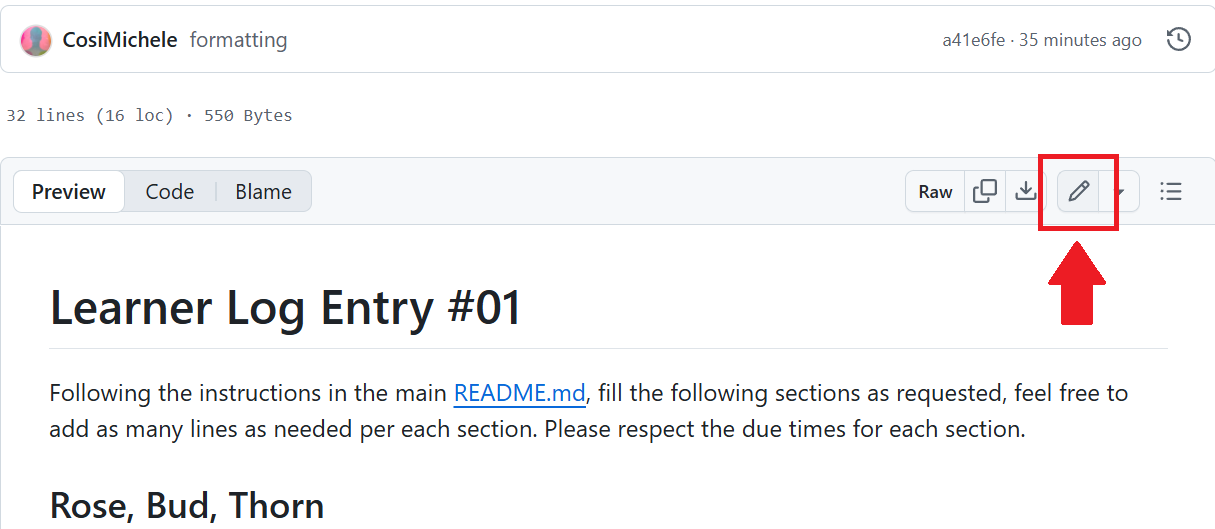 CosiMichele formatting a41e6fe · 35 minutes ago
32 lines (16 loc) · 550 Bytes
Preview Code Blame Raw
Learner Log Entry #01
Following the instructions in the main README.md, fill the following sections as requested, feel free to
add as many lines as needed per each section. Please respect the due times for each section.
Rose, Bud, Thorn